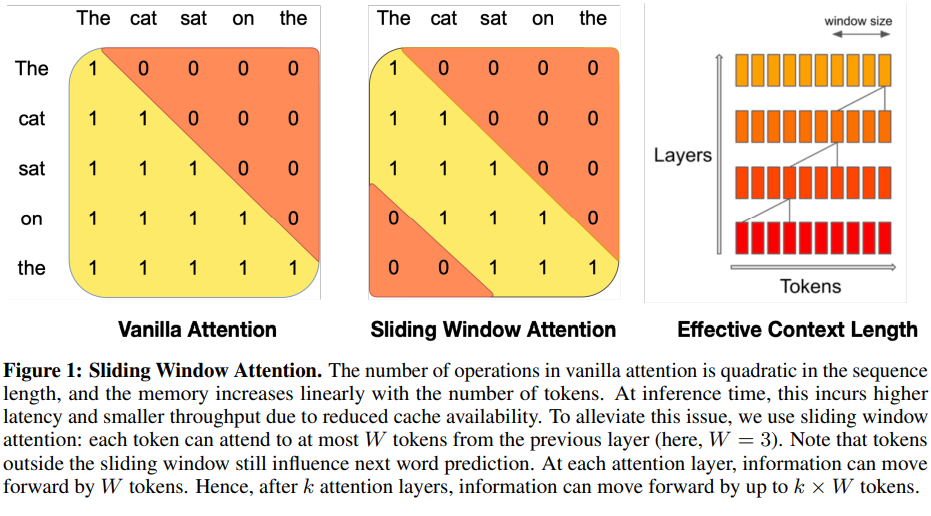 The cat sat on the
The 1 0 0 0 0
cat 1 1 0 0 0
sat 1 1 1 0 0
on 1 1 1 1 0
the 1 1 1 1 1
Vanilla Attention
The cat sat on the
1 0 0 0 0
1 1 0 0 0
1 1 1 0 0
0 1 1 1 0
0 0 1 1 1
Sliding Window Attention
window size
Layers
Tokens
Effective Context Length
Figure 1: Sliding Window Attention. The number of operations in vanilla attention is quadratic in the sequence
length, and the memory increases linearly with the number of tokens. At inference time, this incurs higher
latency and smaller throughput due to reduced cache availability. To alleviate this issue, we use sliding window
attention: each token can attend to at most W tokens from the previous layer (here, W = 3). Note that tokens
outside the sliding window still influence next word prediction. At each attention layer, information can move
forward by W tokens. Hence, after k attention layers, information can move forward by up to k × W tokens.